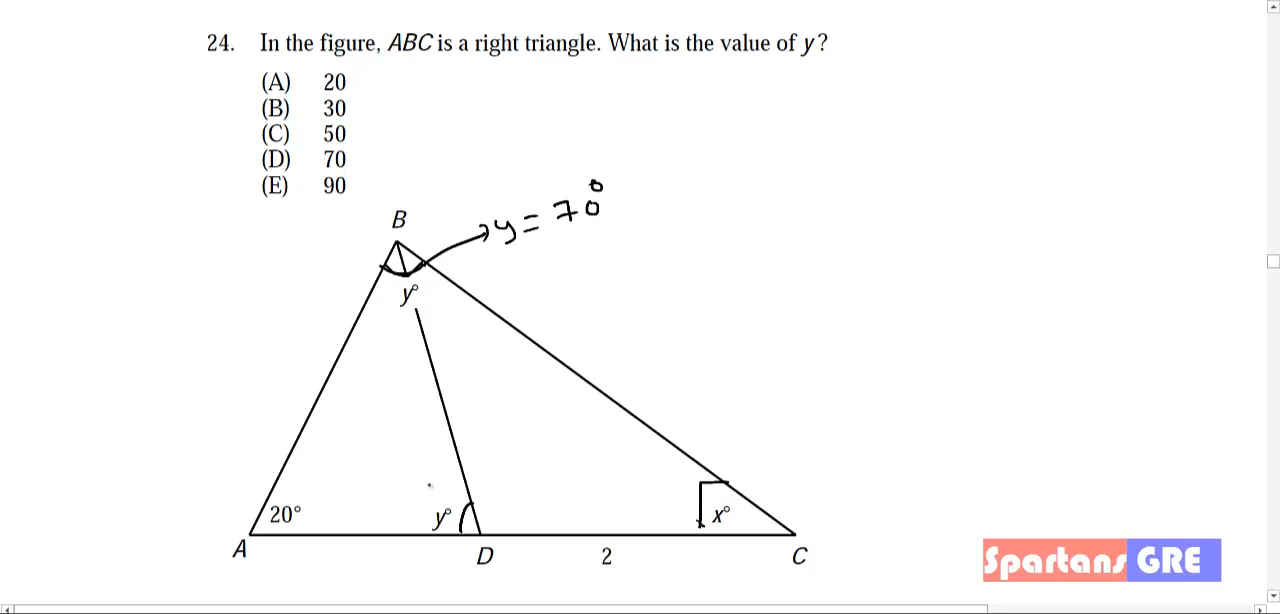 24. In the figure, ABC is a right triangle. What is the value of y?
(A) 20
(B) 30
(C) 50
(D) 70
(E) 90
B
y = 70°
y°
20°
y°
x°
A
D
2
C
Spartans GRE